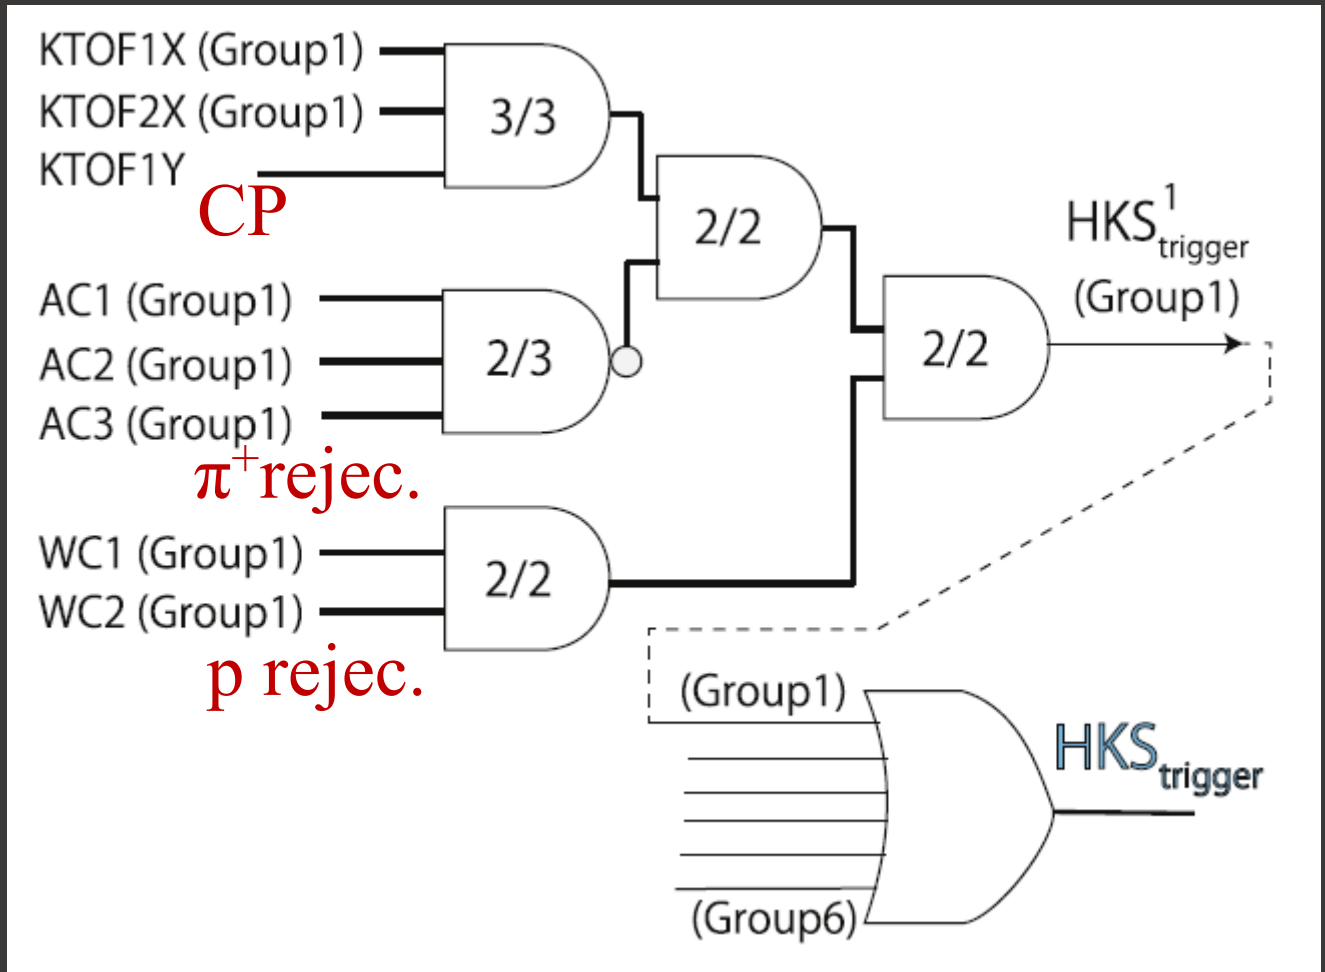 KTOF1X (Group1)
KTOF2X (Group1)
KTOF1Y
3/3
CP
2/2
AC1 (Group1)
AC2 (Group1)
AC3 (Group1)
2/3
π+rejec.
HKS1trigger
(Group1)
2/2
WC1 (Group1)
WC2 (Group1)
2/2
p rejec.
(Group1)
HKStrigger
(Group6)